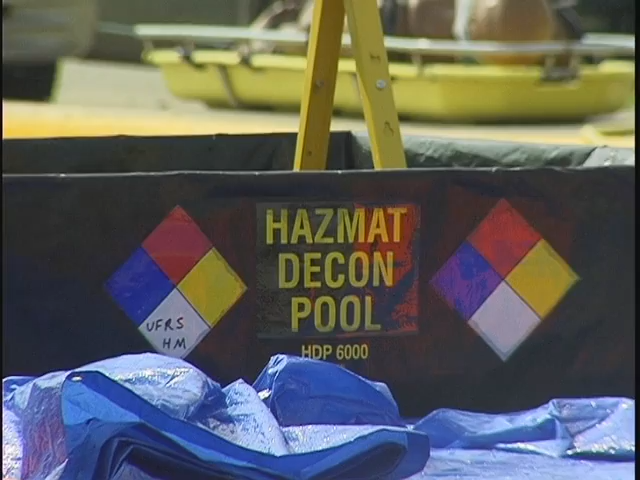 HAZMAT
DECON
POOL
HDP 6000
UFRS
HM